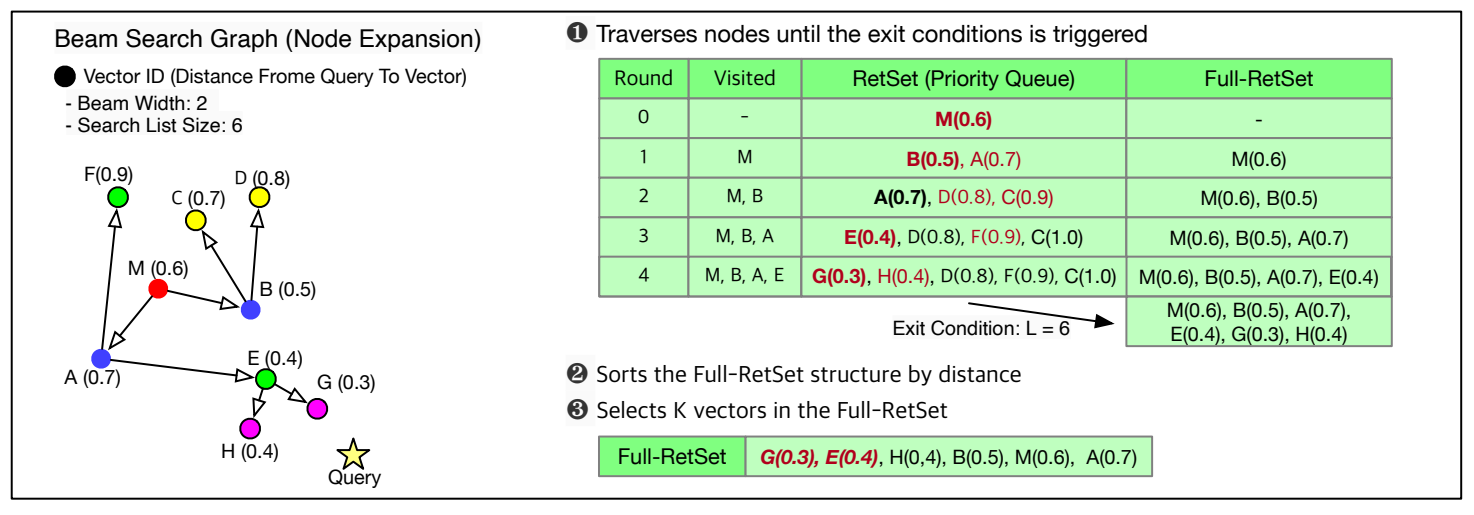 Beam Search Graph (Node Expansion)
Vector ID (Distance Frome Query To Vector)
- Beam Width: 2
- Search List Size: 6
F(0.9)
C (0.7)
D (0.8)
M (0.6)
B (0.5)
A (0.7)
E (0.4)
G (0.3)
H (0.4)
Query
❶ Traverses nodes until the exit conditions is triggered
Round Visited RetSet (Priority Queue) Full-RetSet
0 - M(0.6) -
1 M B(0.5), A(0.7) M(0.6)
2 M, B A(0.7), D(0.8), C(0.9) M(0.6), B(0.5)
3 M, B, A E(0.4), D(0.8), F(0.9), C(1.0) M(0.6), B(0.5), A(0.7)
4 M, B, A, E G(0.3), H(0.4), D(0.8), F(0.9), C(1.0) M(0.6), B(0.5), A(0.7), E(0.4)
Exit Condition: L = 6
M(0.6), B(0.5), A(0.7),
E(0.4), G(0.3), H(0.4)
❷ Sorts the Full-RetSet structure by distance
❸ Selects K vectors in the Full-RetSet
Full-RetSet G(0.3), E(0.4), H(0,4), B(0.5), M(0.6), A(0.7)